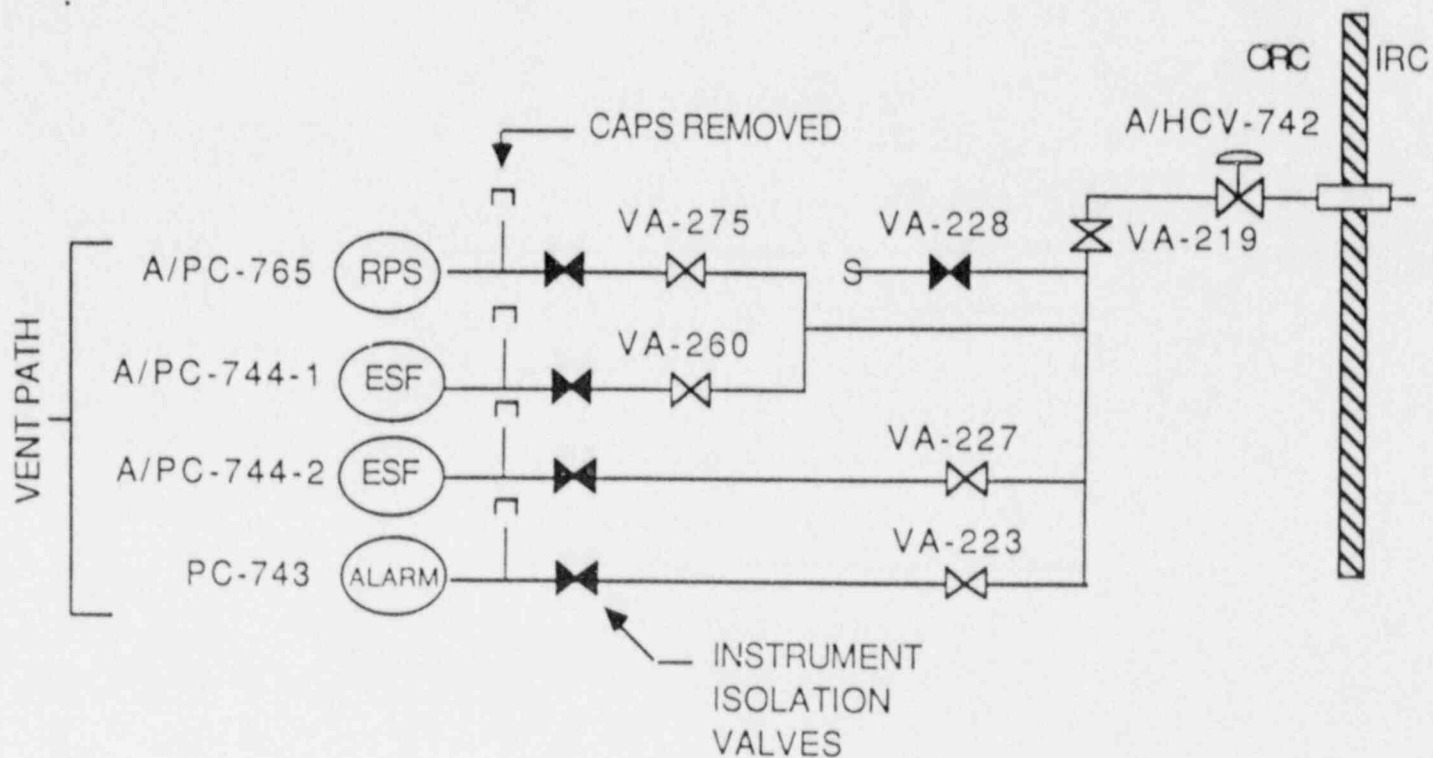 ORC
IRC
A/HCV-742
CAPS REMOVED
VA-275
VA-228
VA-219
A/PC-765
RPS
S
VA-260
A/PC-744-1
ESF
VENT PATH
VA-227
A/PC-744-2
ESF
VA-223
PC-743
ALARM
INSTRUMENT
ISOLATION
VALVES